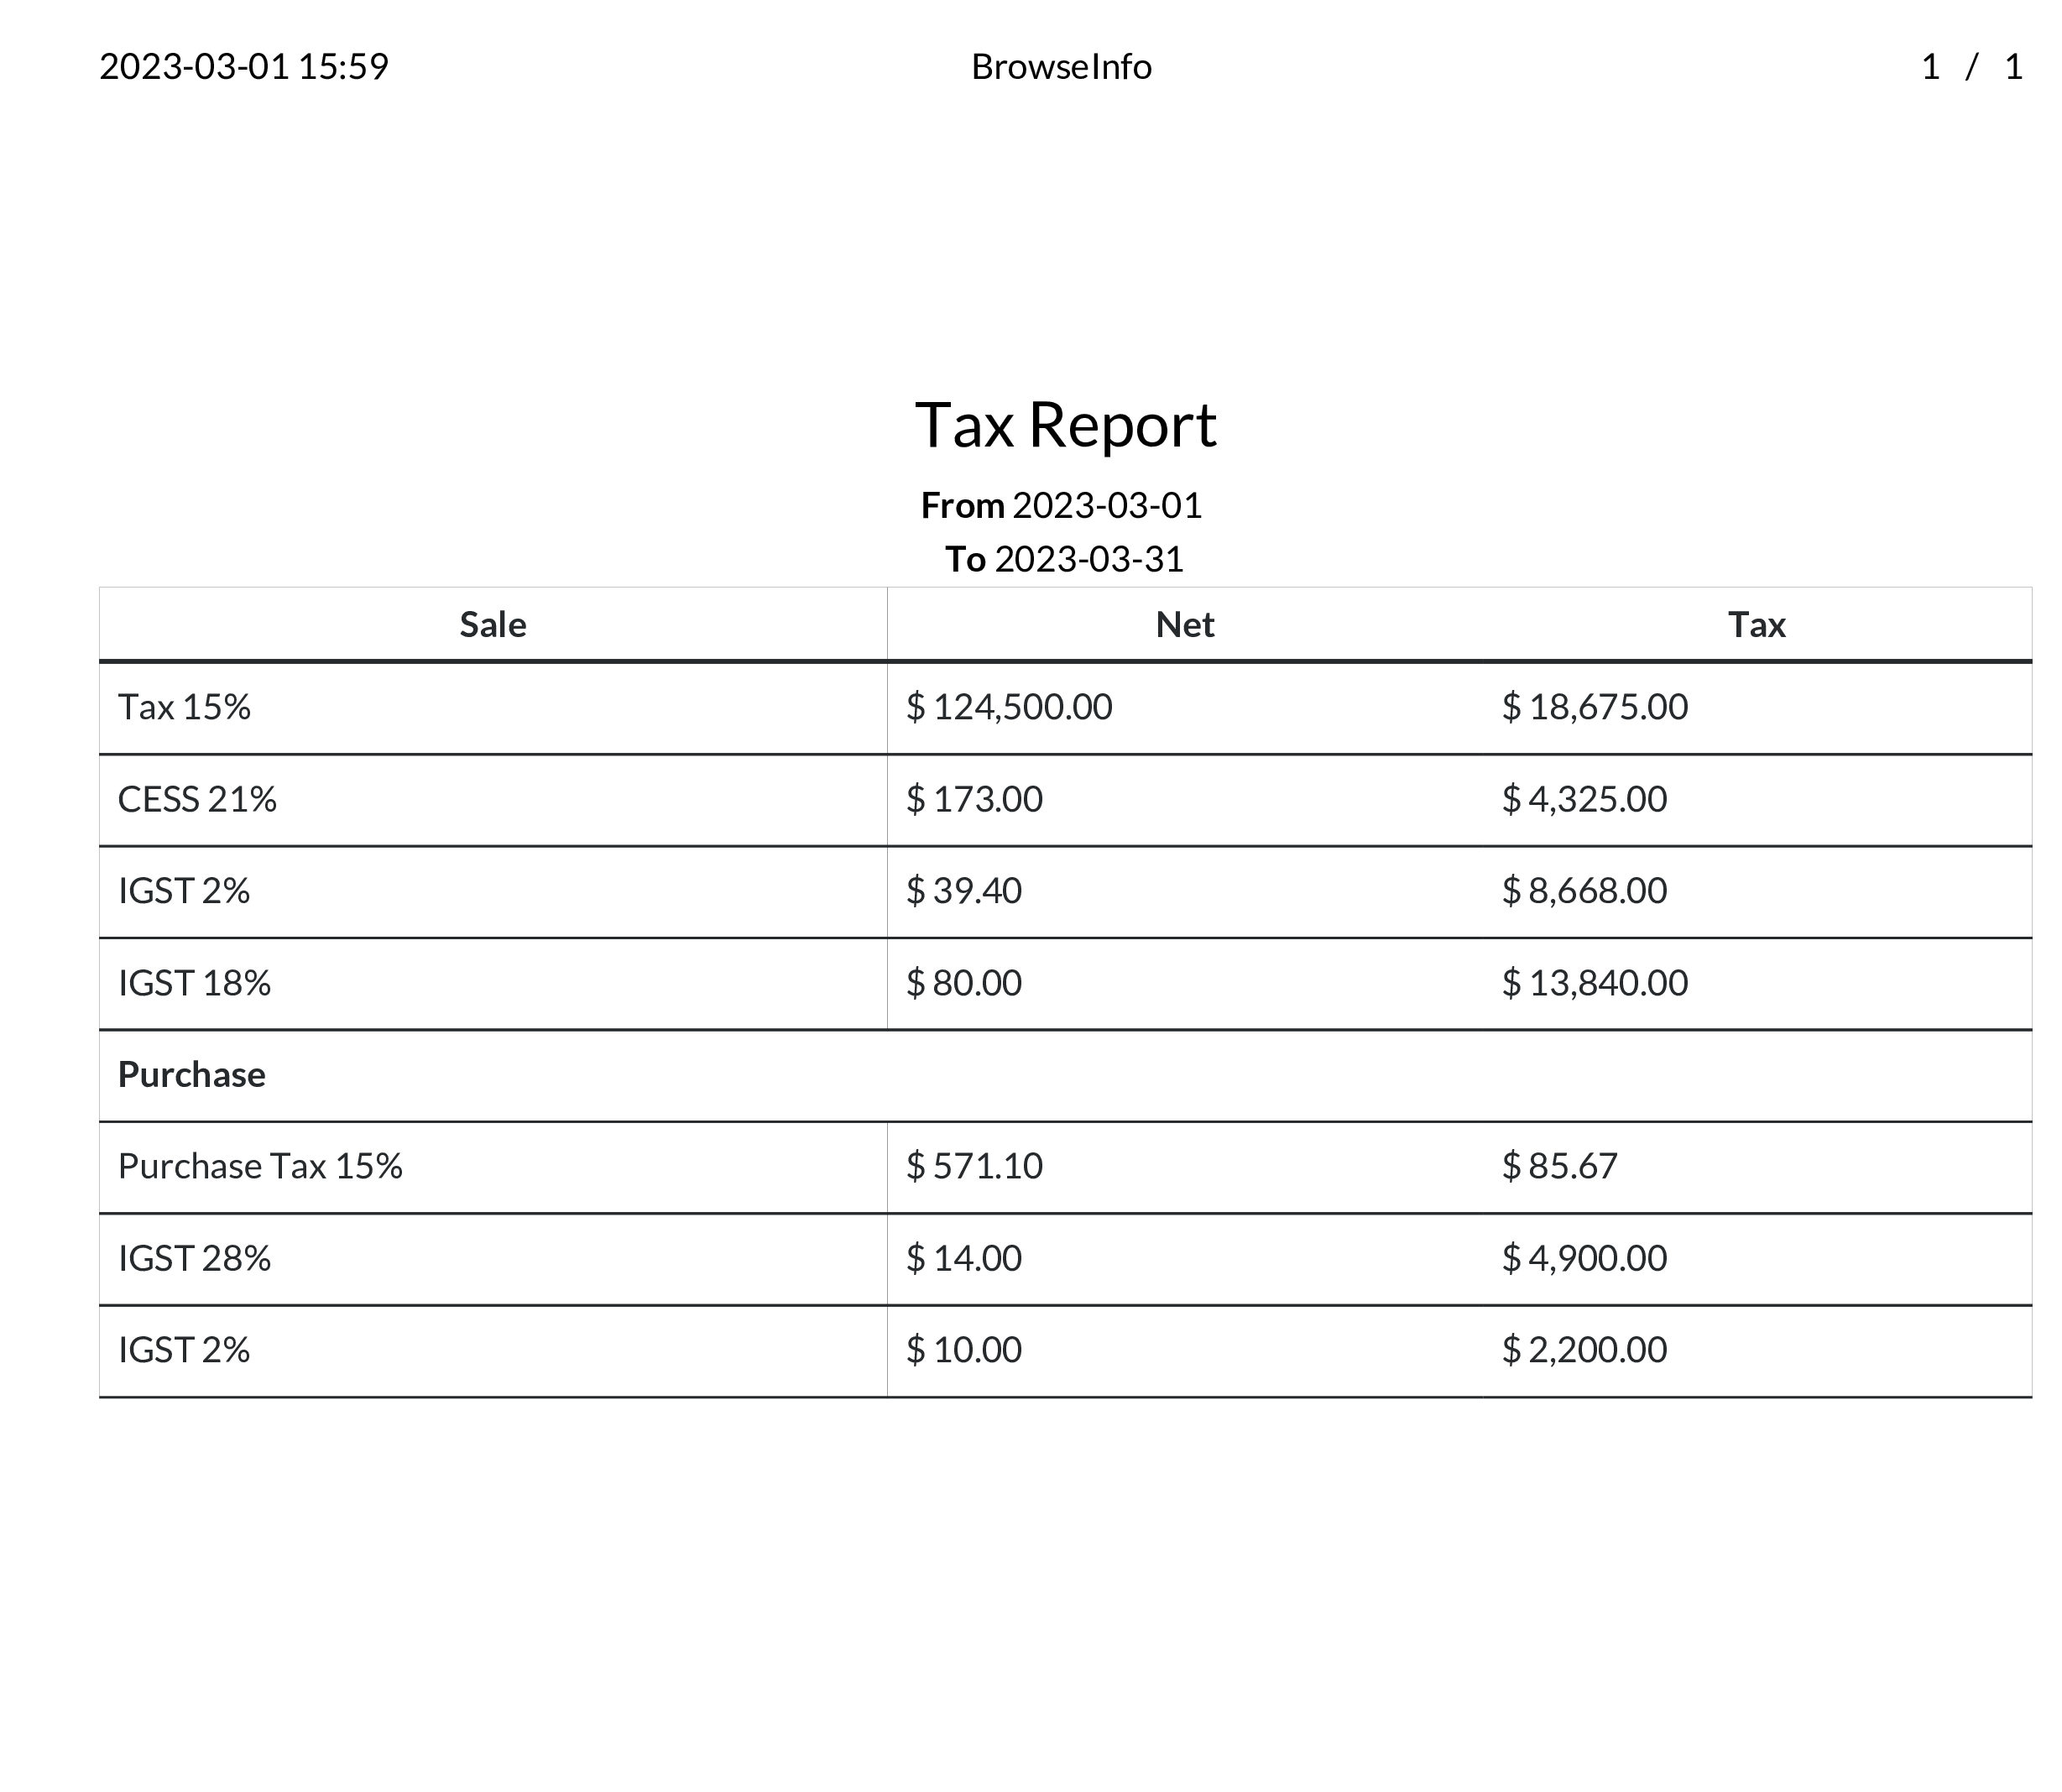 2023-03-01 15:59 BrowseInfo 1 / 1
Tax Report
From 2023-03-01
To 2023-03-31
Sale Net Tax
Tax 15% $ 124,500.00 $ 18,675.00
CESS 21% $ 173.00 $ 4,325.00
IGST 2% $ 39.40 $ 8,668.00
IGST 18% $ 80.00 $ 13,840.00
Purchase
Purchase Tax 15% $ 571.10 $ 85.67
IGST 28% $ 14.00 $ 4,900.00
IGST 2% $ 10.00 $ 2,200.00